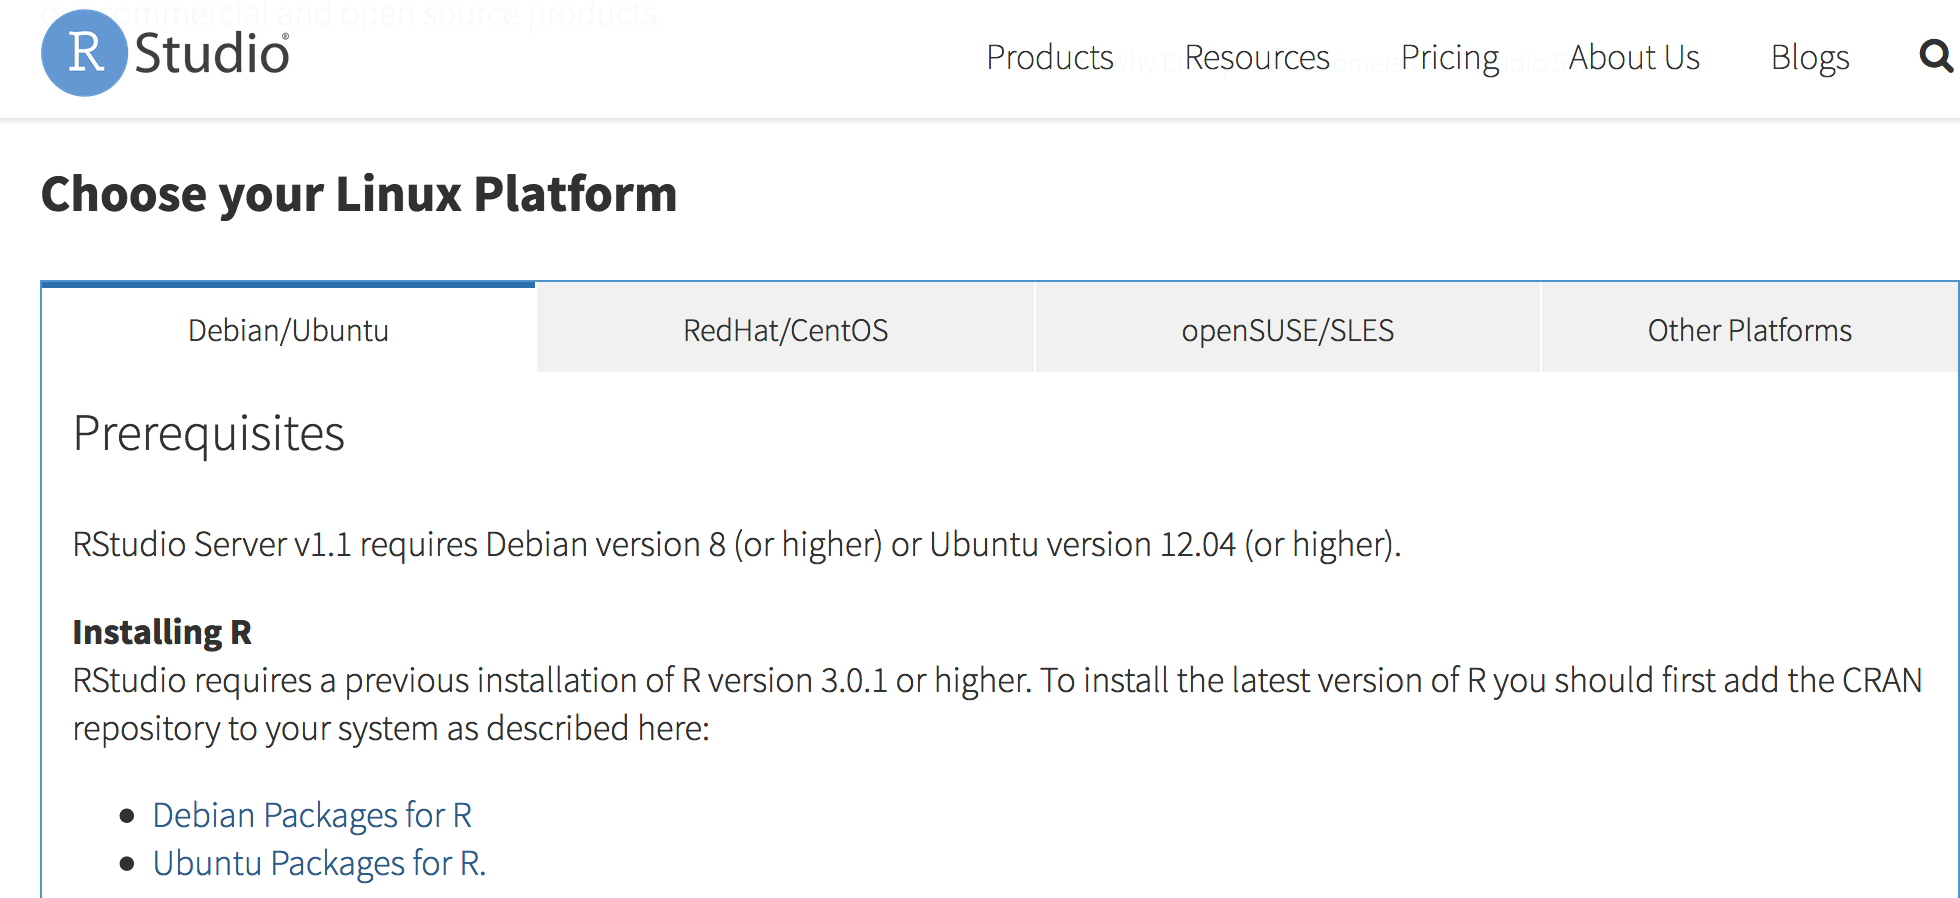 commercial and open source products.
R Studio®
Products Resources Pricing About Us Blogs
Choose your Linux Platform
Debian/Ubuntu RedHat/CentOS openSUSE/SLES Other Platforms
Prerequisites
RStudio Server v1.1 requires Debian version 8 (or higher) or Ubuntu version 12.04 (or higher).
Installing R
RStudio requires a previous installation of R version 3.0.1 or higher. To install the latest version of R you should first add the CRAN
repository to your system as described here:
• Debian Packages for R
• Ubuntu Packages for R.